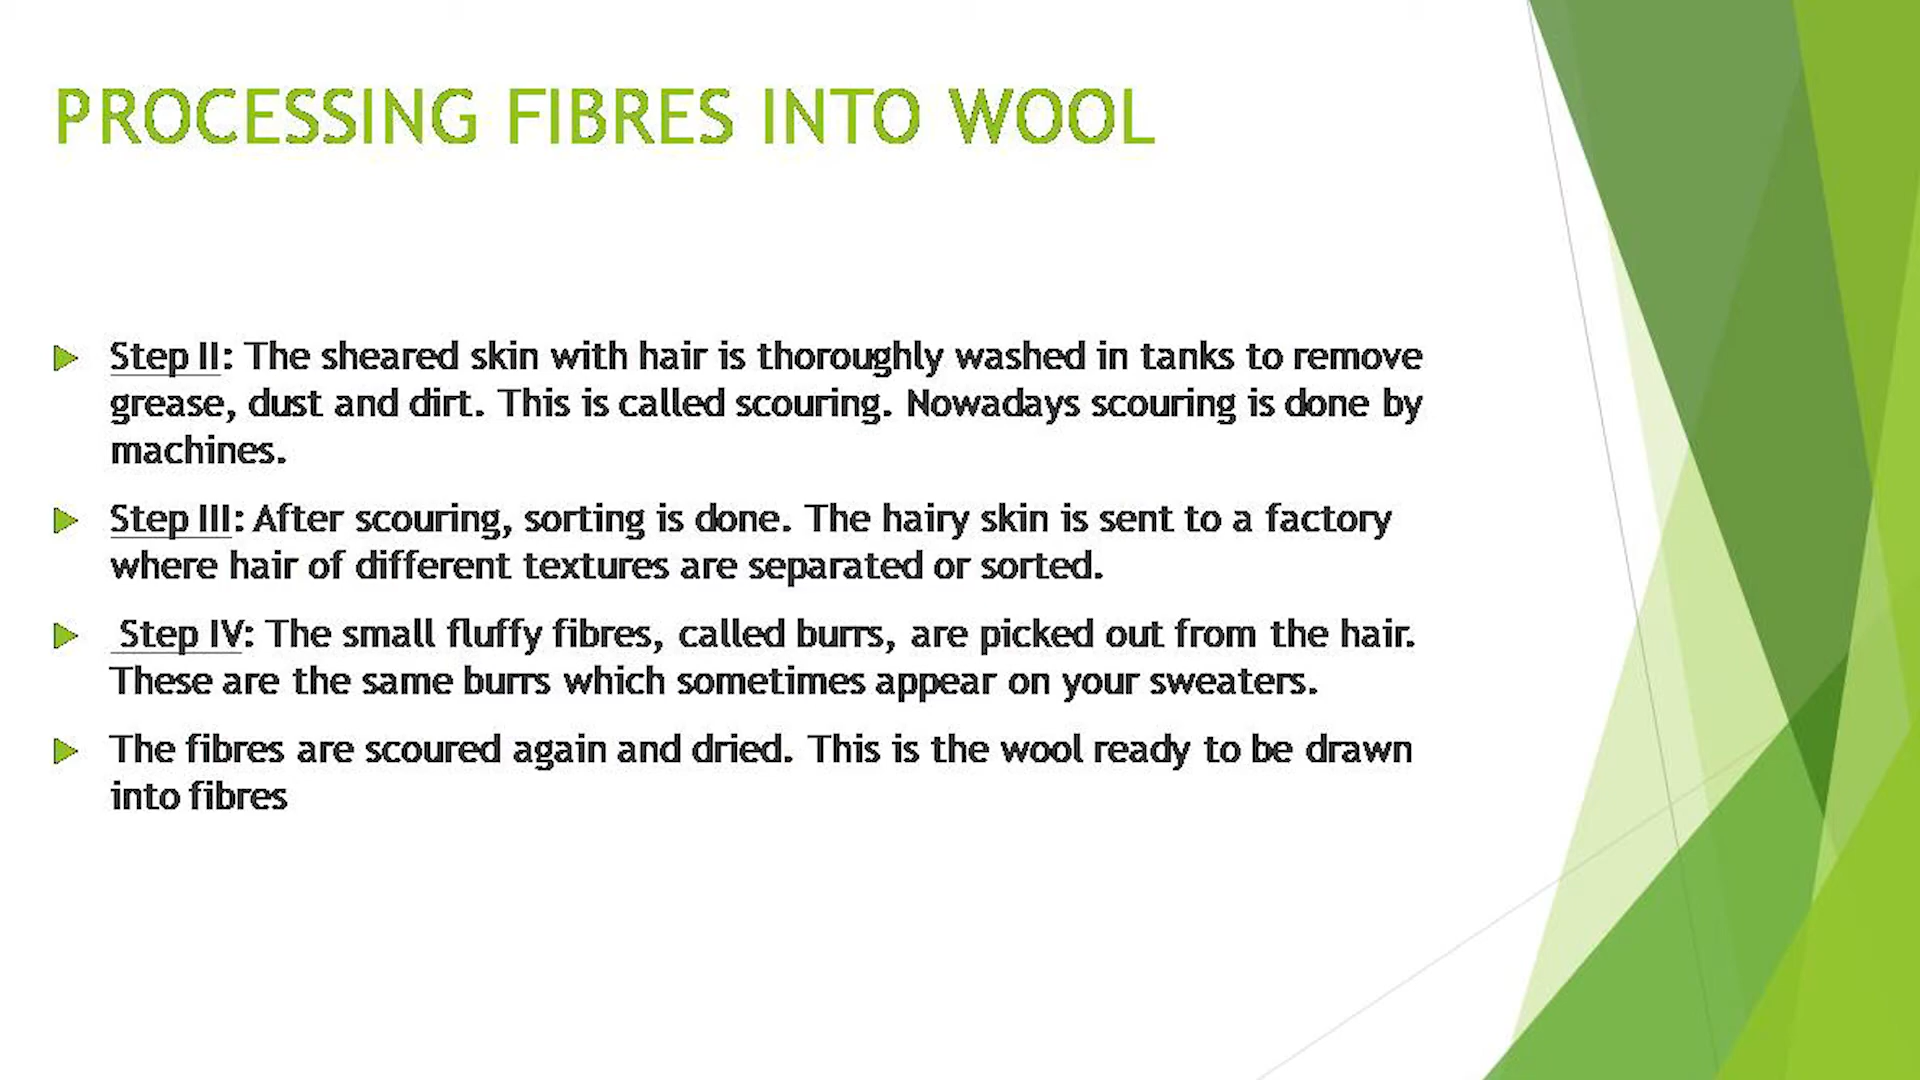 PROCESSING FIBRES INTO WOOL
Step II: The sheared skin with hair is thoroughly washed in tanks to remove
grease, dust and dirt. This is called scouring. Nowadays scouring is done by
machines.
Step III: After scouring, sorting is done. The hairy skin is sent to a factory
where hair of different textures are separated or sorted.
Step IV: The small fluffy fibres, called burrs, are picked out from the hair.
These are the same burrs which sometimes appear on your sweaters.
The fibres are scoured again and dried. This is the wool ready to be drawn
into fibres